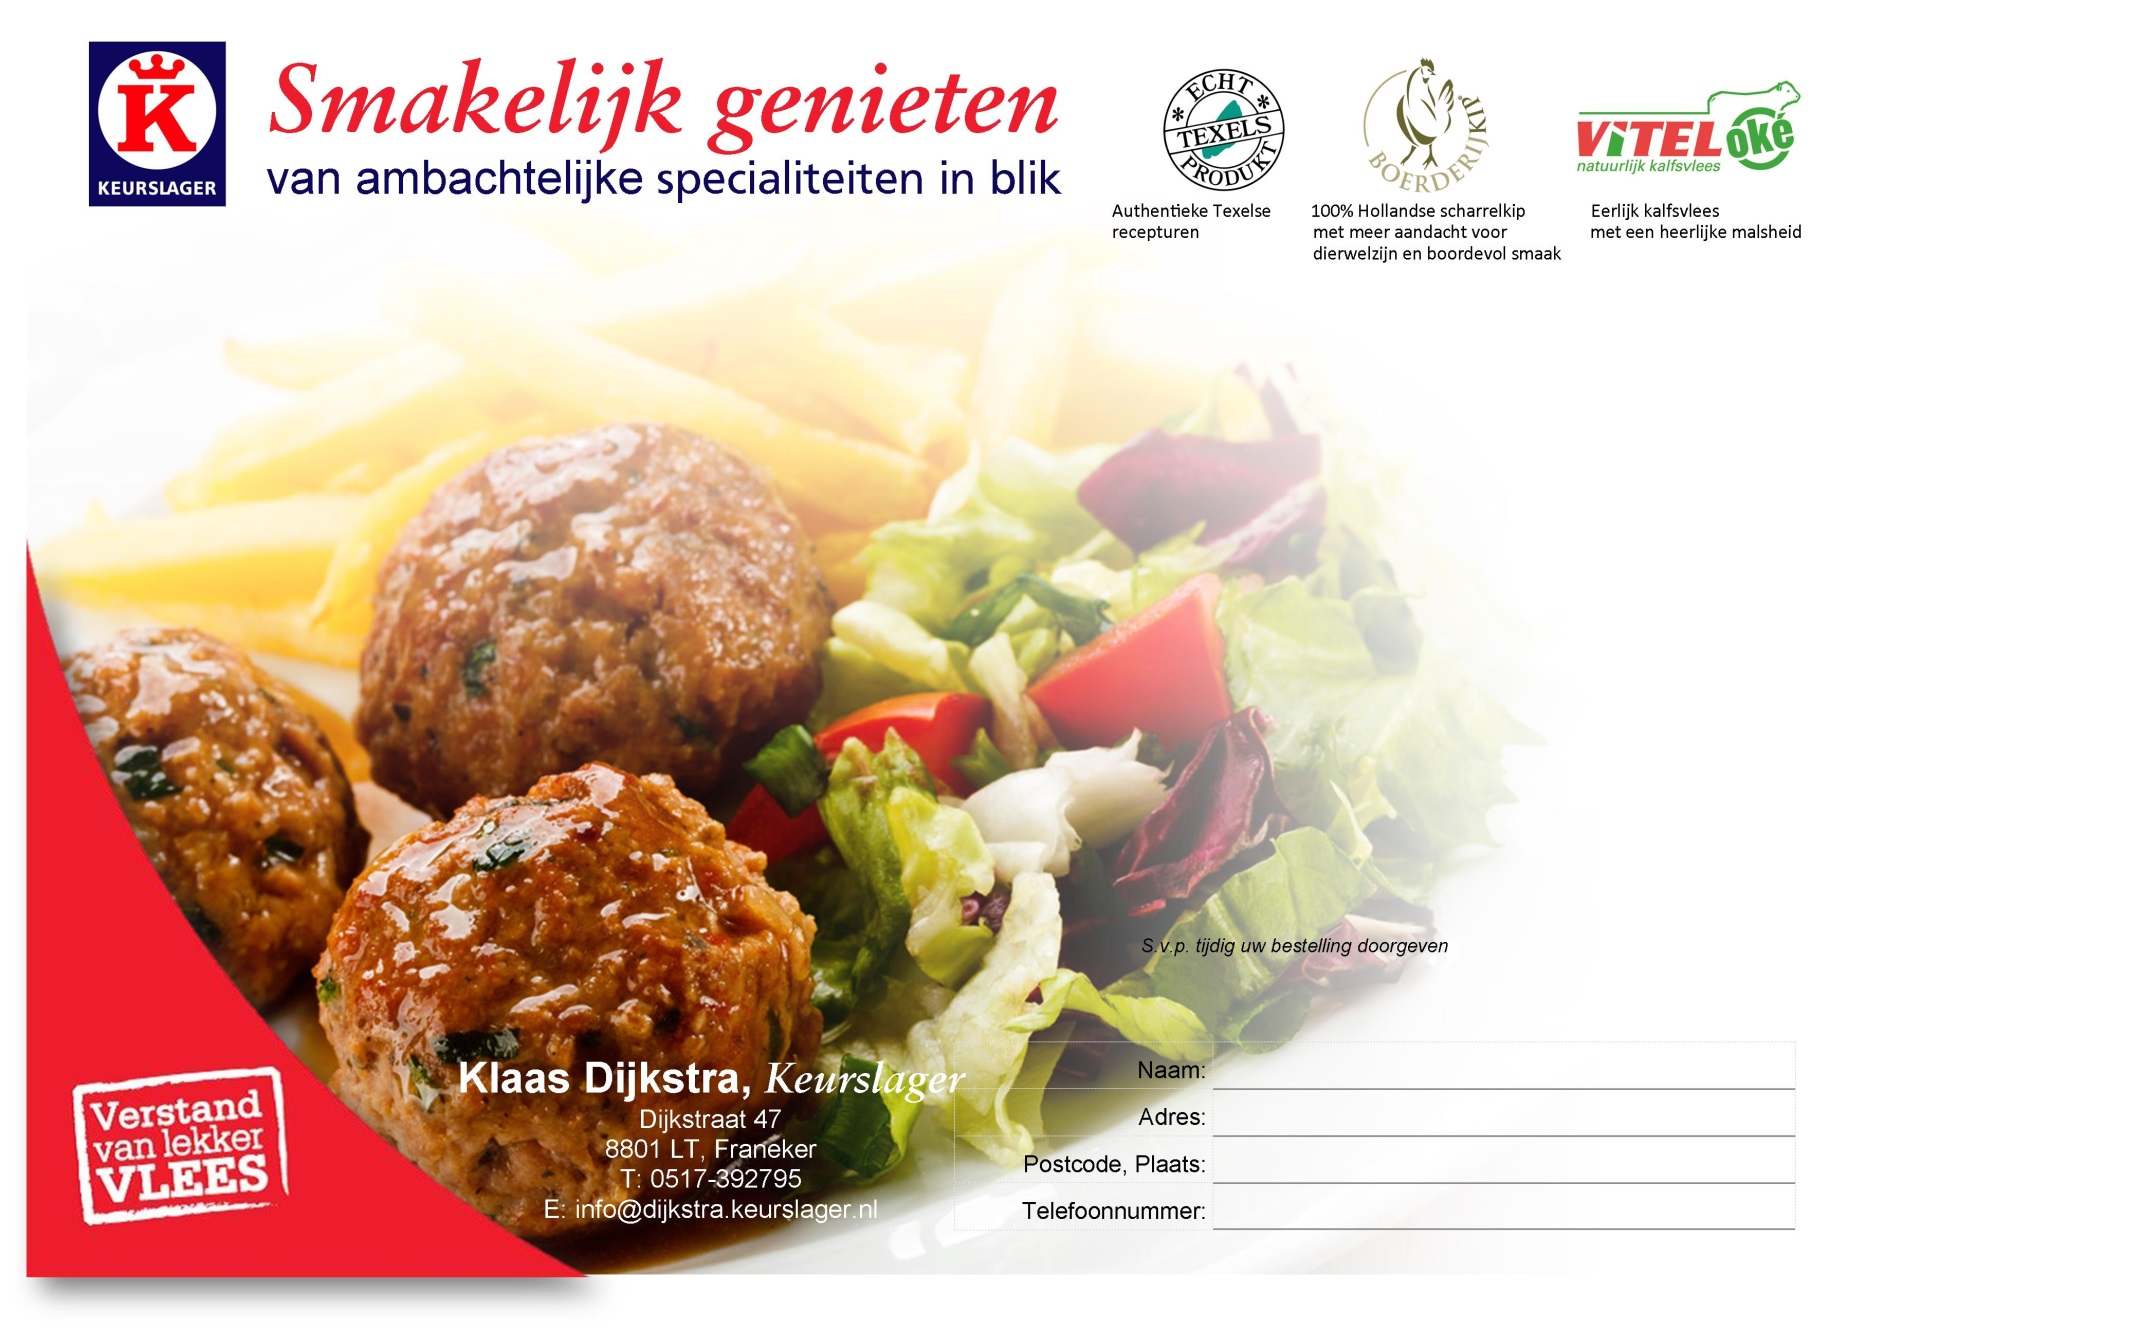 KEURSLAGER
Smakelijk genieten
van ambachtelijke specialiteiten in blik
ECHT
TEXELS
PRODUKT
Authentieke Texelse
recepturen
BOERDERIJKIP
100% Hollandse scharrelkip
met meer aandacht voor
dierwelzijn en boordevol smaak
ViTEL oké
natuurlijk kalfsvlees
Eerlijk kalfsvlees
met een heerlijke malsheid
S.v.p. tijdig uw bestelling doorgeven
Verstand
van lekker
VLEES
Klaas Dijkstra, Keurslager
Dijkstraat 47
8801 LT, Franeker
T: 0517-392795
E: info@dijkstra.keurslager.nl
Naam:
Adres:
Postcode, Plaats:
Telefoonnummer: